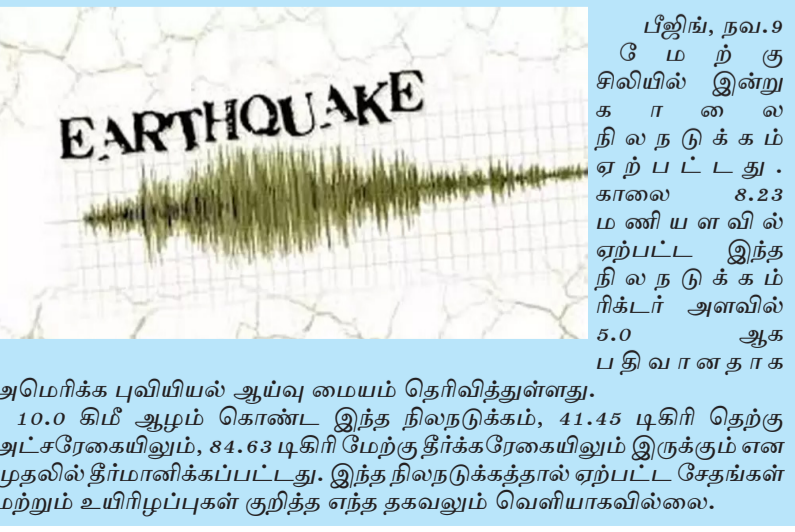 EARTHQUAKE
பீஜிங், நவ.9
மேற்கு
சிலியில் இன்று
காலை
நிலநடுக்கம்
ஏற்பட்டது.
காலை 8.23
மணியளவில்
ஏற்பட்ட இந்த
நிலநடுக்கம்
ரிக்டர் அளவில்
5.0 ஆக
பதிவானதாக
அமெரிக்க புவியியல் ஆய்வு மையம் தெரிவித்துள்ளது.
10.0 கிமீ ஆழம் கொண்ட இந்த நிலநடுக்கம், 41.45 டிகிரி தெற்கு
அட்சரேகையிலும், 84.63 டிகிரி மேற்கு தீர்க்கரேகையிலும் இருக்கும் என
முதலில் தீர்மானிக்கப்பட்டது. இந்த நிலநடுக்கத்தால் ஏற்பட்ட சேதங்கள்
மற்றும் உயிரிழப்புகள் குறித்த எந்த தகவலும் வெளியாகவில்லை.